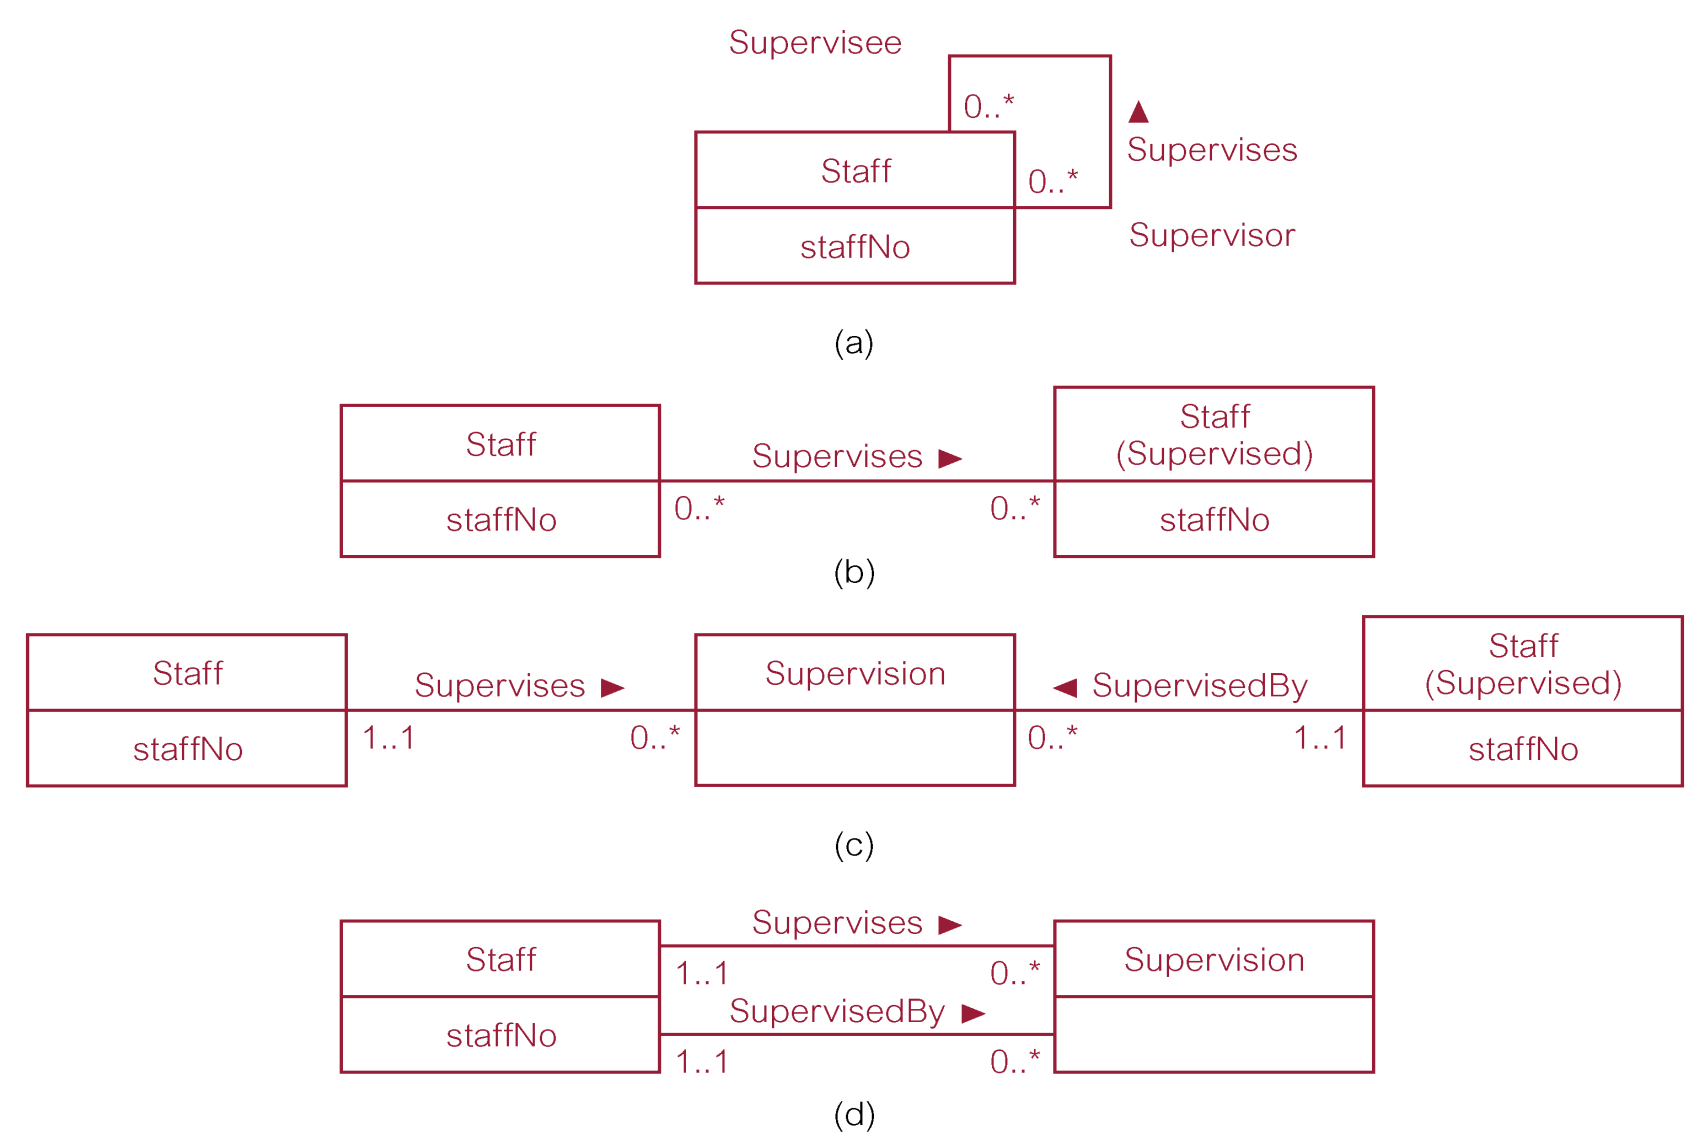 Supervisee
0..*
Supervises
Staff
0..*
Supervisor
staffNo
(a)
Staff
(Supervised)
Staff
Supervises
0..*
0..*
staffNo
staffNo
(b)
Staff
(Supervised)
Staff
Supervises
Supervision
SupervisedBy
1..1
0..*
0..*
1..1
staffNo
staffNo
(c)
Supervises
Staff
1..1
0..*
Supervision
SupervisedBy
staffNo
1..1
0..*
(d)